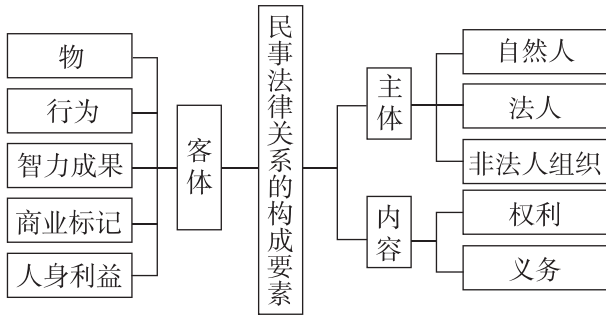 物
行为
智力成果
商业标记
人身利益
客体
民事法律关系的构成要素
主体
内容
自然人
法人
非法人组织
权利
义务